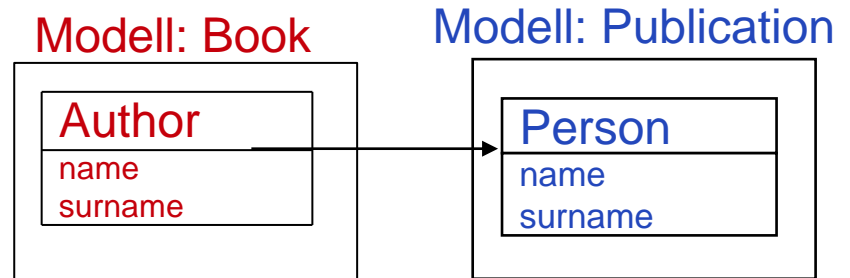 Modell: Book
Author
name
surname
Modell: Publication
Person
name
surname